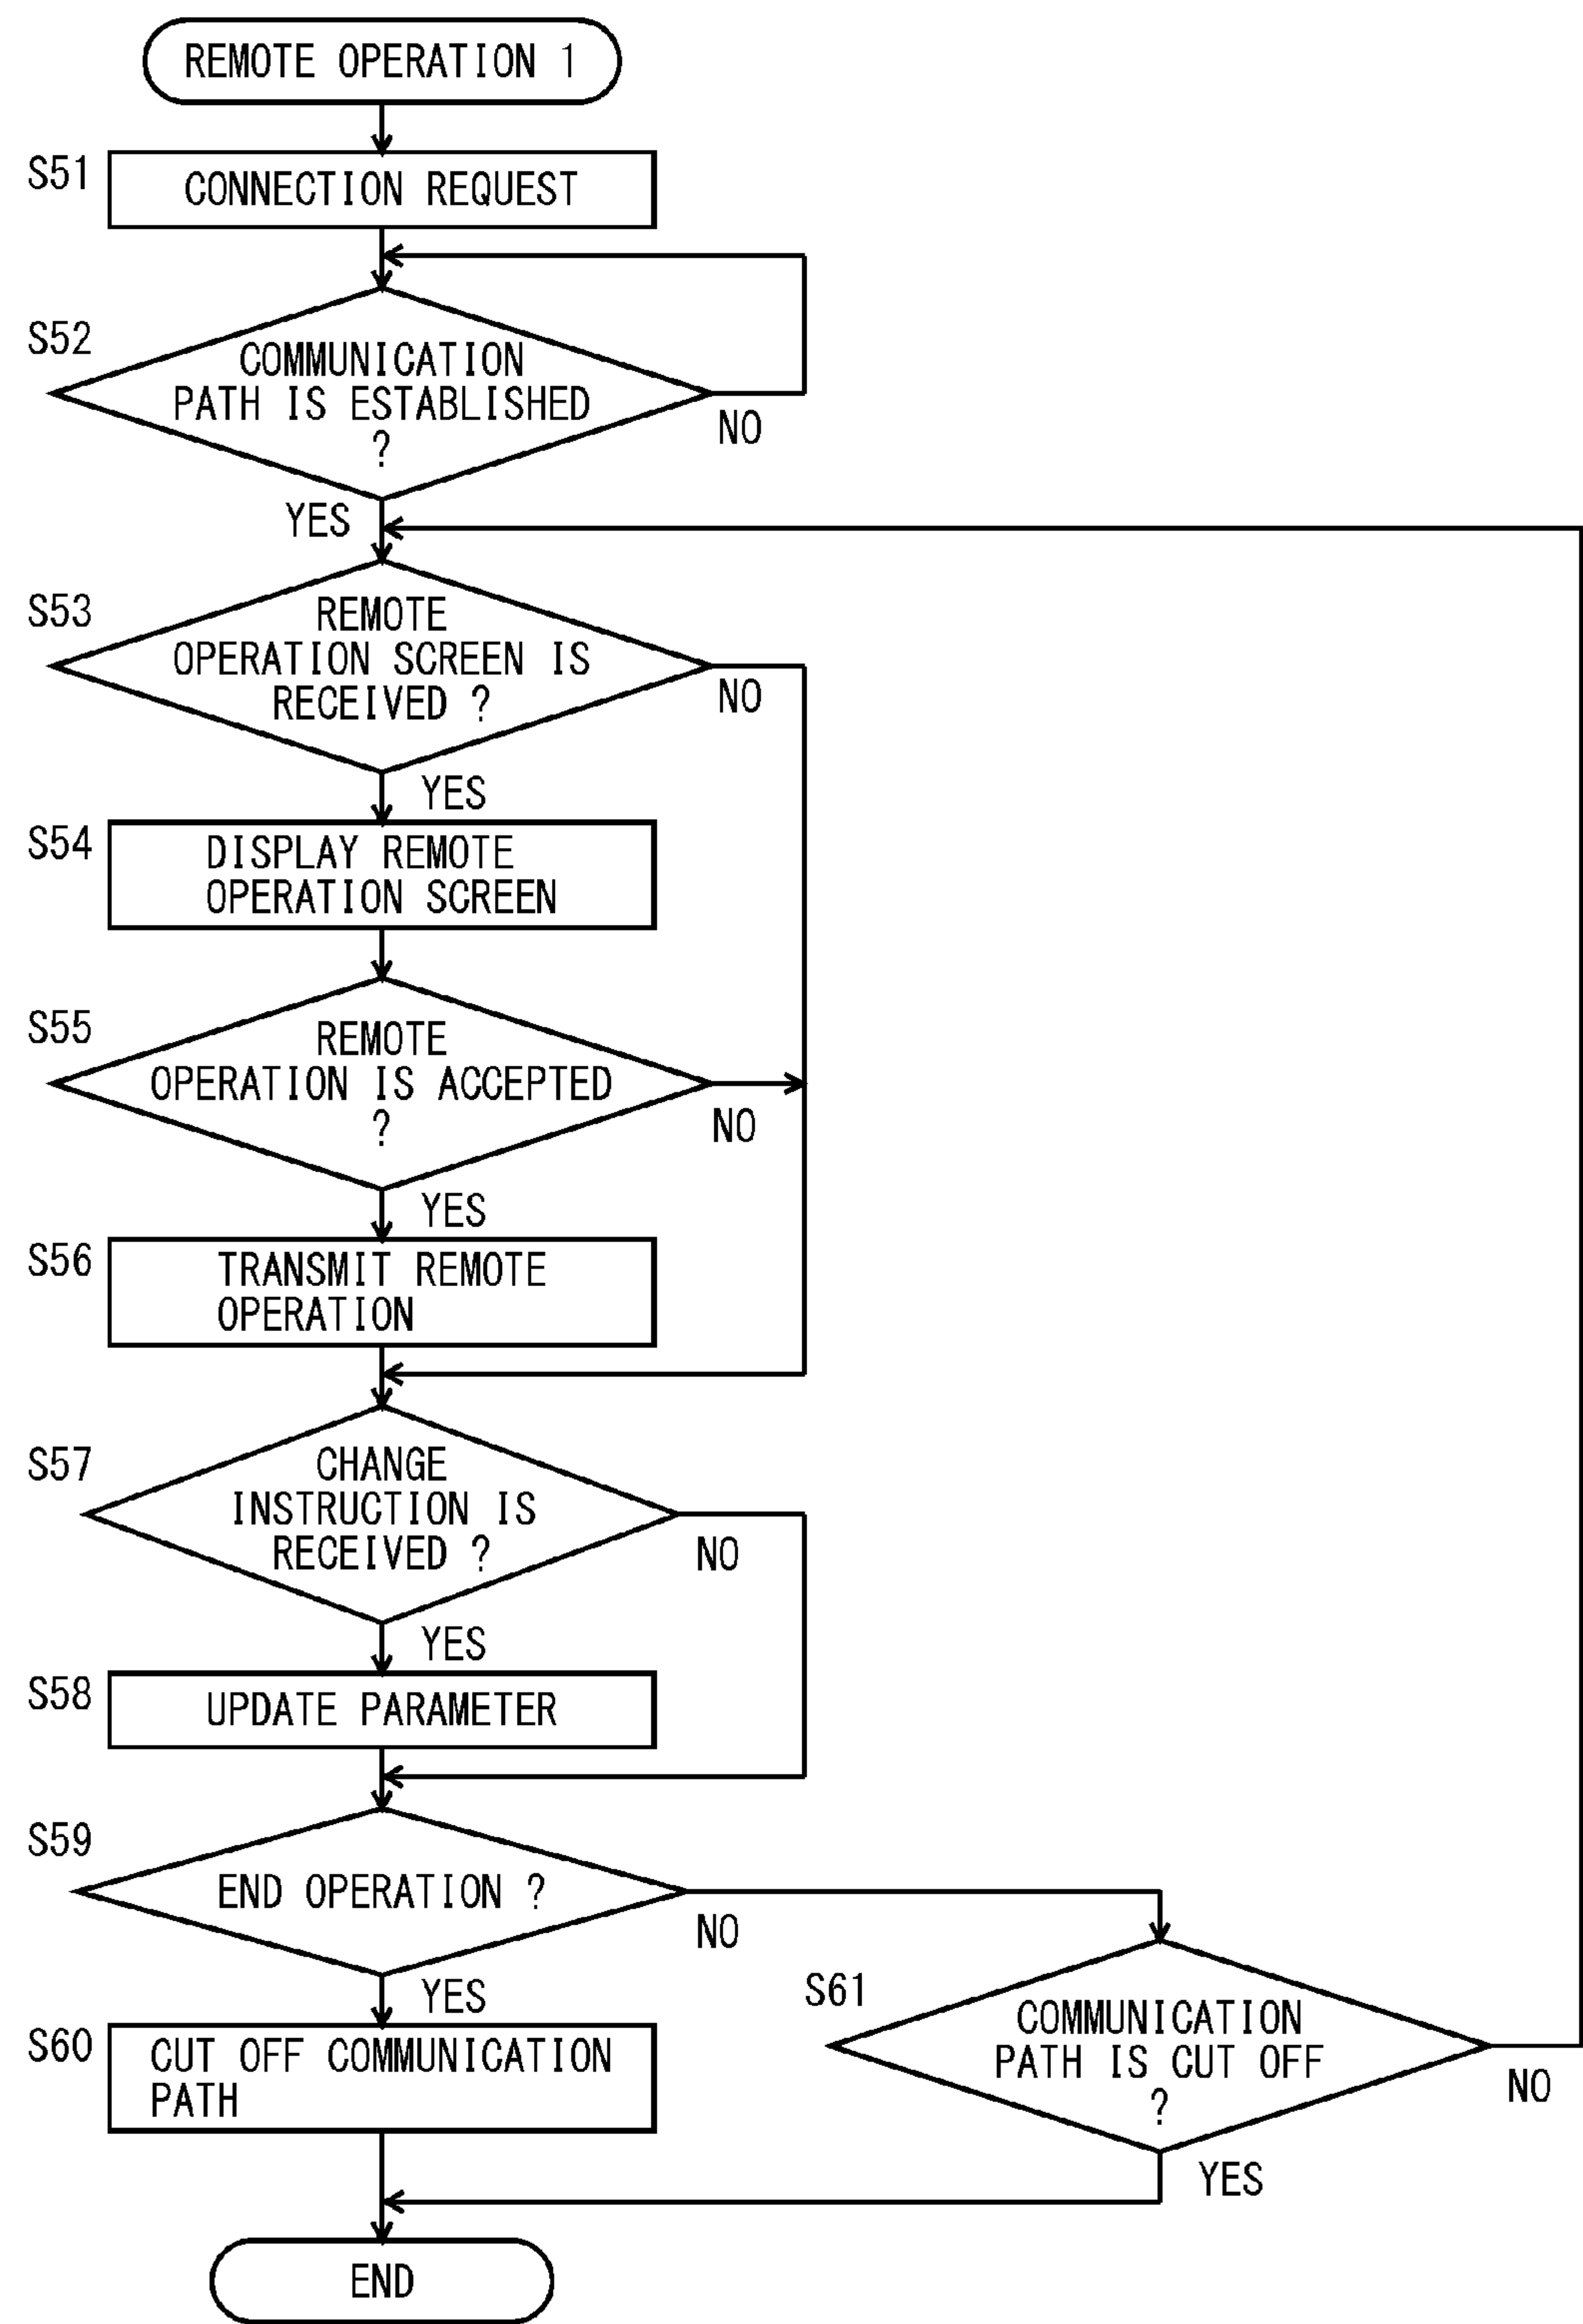 REMOTE OPERATION 1
S51
CONNECTION REQUEST
S52
COMMUNICATION
PATH IS ESTABLISHED
?
NO
YES
S53
REMOTE
OPERATION SCREEN IS
RECEIVED ?
NO
YES
S54
DISPLAY REMOTE
OPERATION SCREEN
S55
REMOTE
OPERATION IS ACCEPTED
?
NO
YES
S56
TRANSMIT REMOTE
OPERATION
S57
CHANGE
INSTRUCTION IS
RECEIVED ?
NO
YES
S58
UPDATE PARAMETER
S59
END OPERATION ?
NO
YES
S60
CUT OFF COMMUNICATION
PATH
S61
COMMUNICATION
PATH IS CUT OFF
?
NO
YES
END